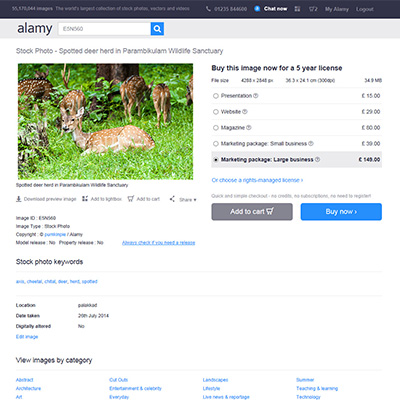 55,170,044 images The world's largest collection of stock photos, vectors and videos 01235 844600 Chat now My Alamy Logout
alamy E5N960
Stock Photo - Spotted deer herd in Parambikulam Wildlife Sanctuary
Buy this image now for a 5 year license
File size 4288 x 2848 px 36.3 x 24.1 cm (300dpi) 34.9 MB
Presentation £ 15.00
Website £ 29.00
Magazine £ 80.00
Marketing package: Small business £ 39.00
Marketing package: Large business £ 149.00
Spotted deer herd in Parambikulam Wildlife Sanctuary
Or choose a rights-managed license ›
Download preview image Add to lightbox Add to cart Share
Quick and simple checkout - no credits, no subscriptions, no need to register!
Add to cart Buy now ›
Image ID : E5N960
Image Type : Stock Photo
Copyright : © / Alamy
Model release : No Property release : No Always check if you need a release
Stock photo keywords
axis, cheetal, chital, deer, herd, spotted
Location palakkad
Date taken 26th July 2014
Digitally altered No
Edit image
View images by category
Abstract Cut Outs Landscapes Summer
Architecture Entertainment & celebrity Lifestyle Teaching & learning
Art Everyday Live news & reportage Technology